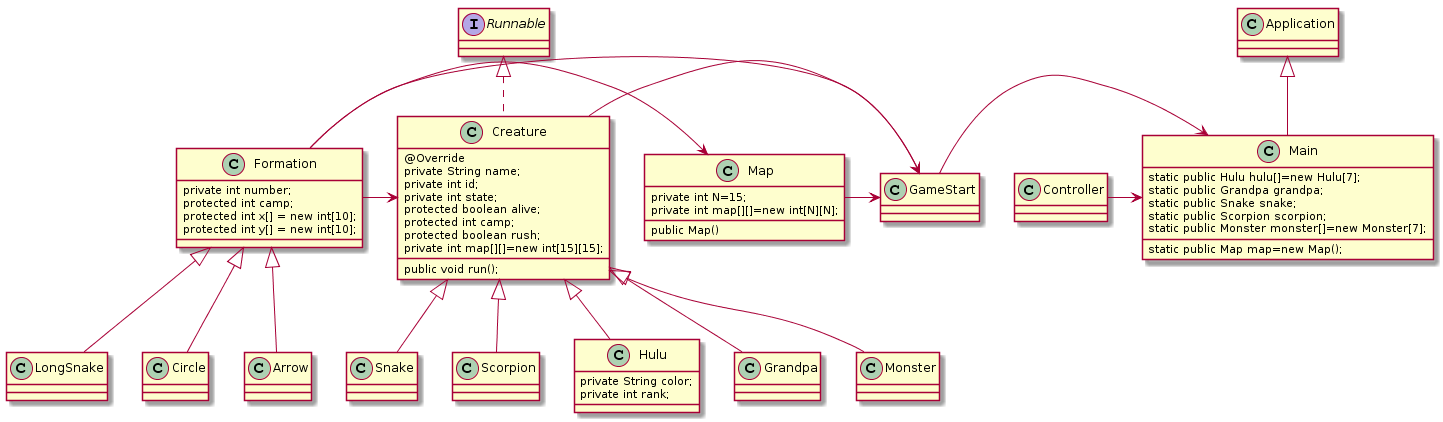 I Runnable
C Application
C Creature
@Override
private String name;
private int id;
private int state;
protected boolean alive;
protected int camp;
protected boolean rush;
private int map[][]=new int[15][15];
public void run();
C Formation
private int number;
protected int camp;
protected int x[] = new int[10];
protected int y[] = new int[10];
C Map
private int N=15;
private int map[][]=new int[N][N];
public Map()
C GameStart
C Controller
C Main
static public Hulu hulu[]=new Hulu[7];
static public Grandpa grandpa;
static public Snake snake;
static public Scorpion scorpion;
static public Monster monster[]=new Monster[7];
static public Map map=new Map();
C LongSnake
C Circle
C Arrow
C Snake
C Scorpion
C Hulu
private String color;
private int rank;
C Grandpa
C Monster